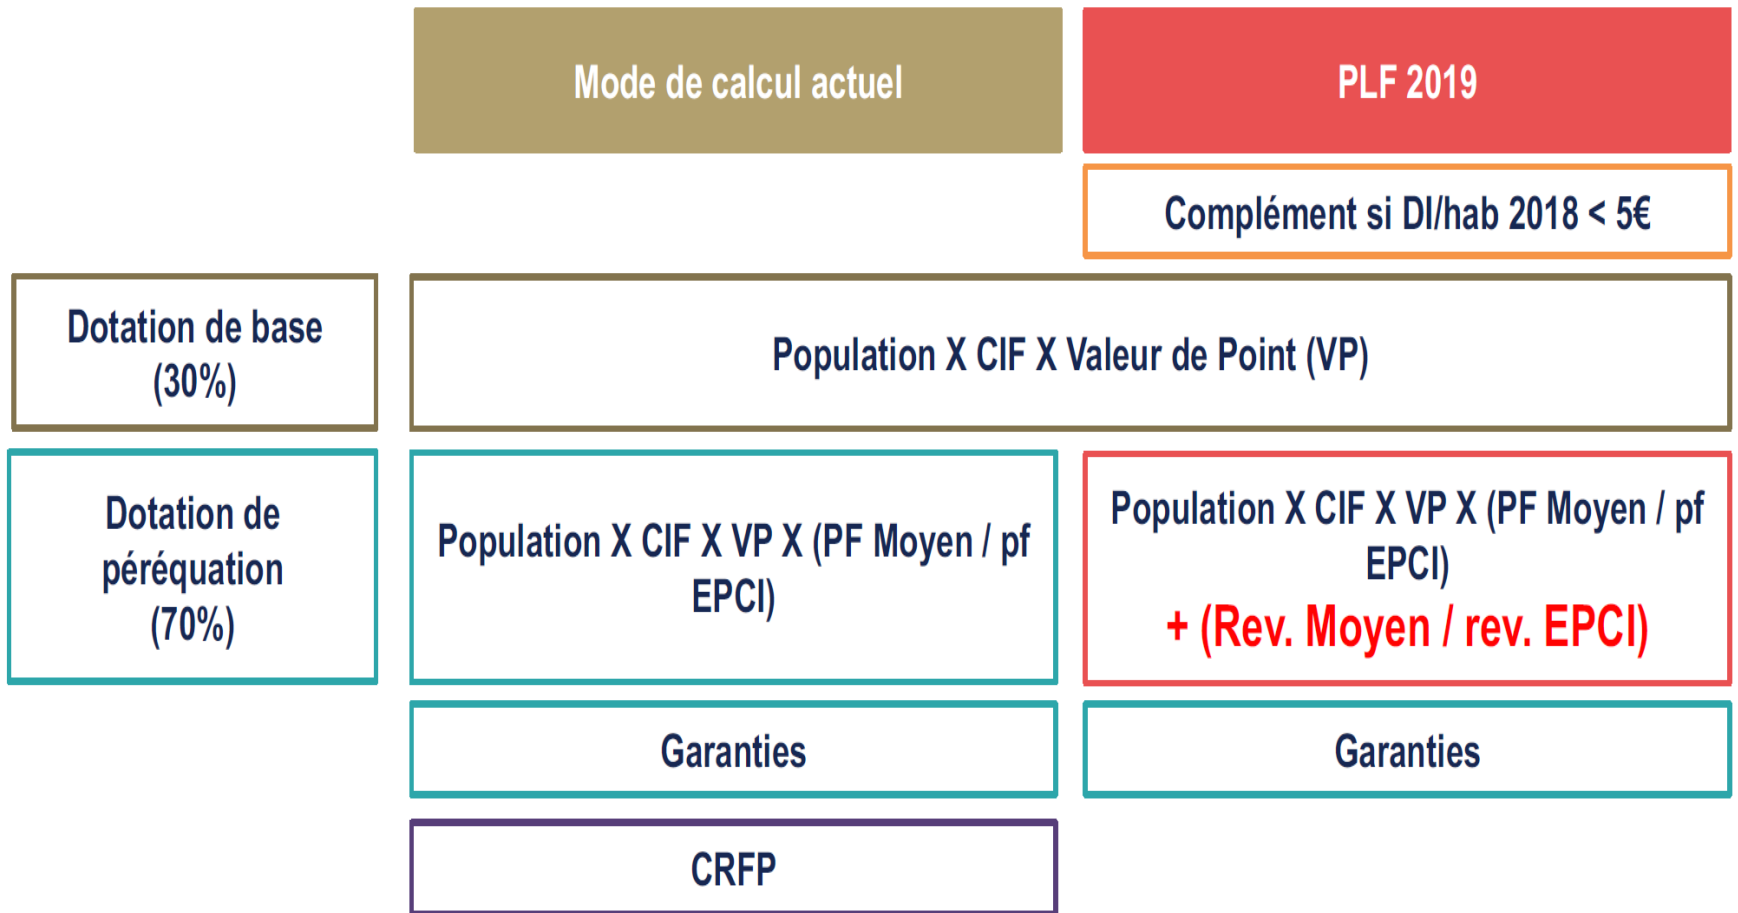 Mode de calcul actuel
PLF 2019
Complément si DI/hab 2018 < 5€
Dotation de base
(30%)
Population X CIF X Valeur de Point (VP)
Dotation de
péréquation
(70%)
Population X CIF X VP X (PF Moyen / pf
EPCI)
Population X CIF X VP X (PF Moyen / pf
EPCI)
+ (Rev. Moyen / rev. EPCI)
Garanties
Garanties
CRFP